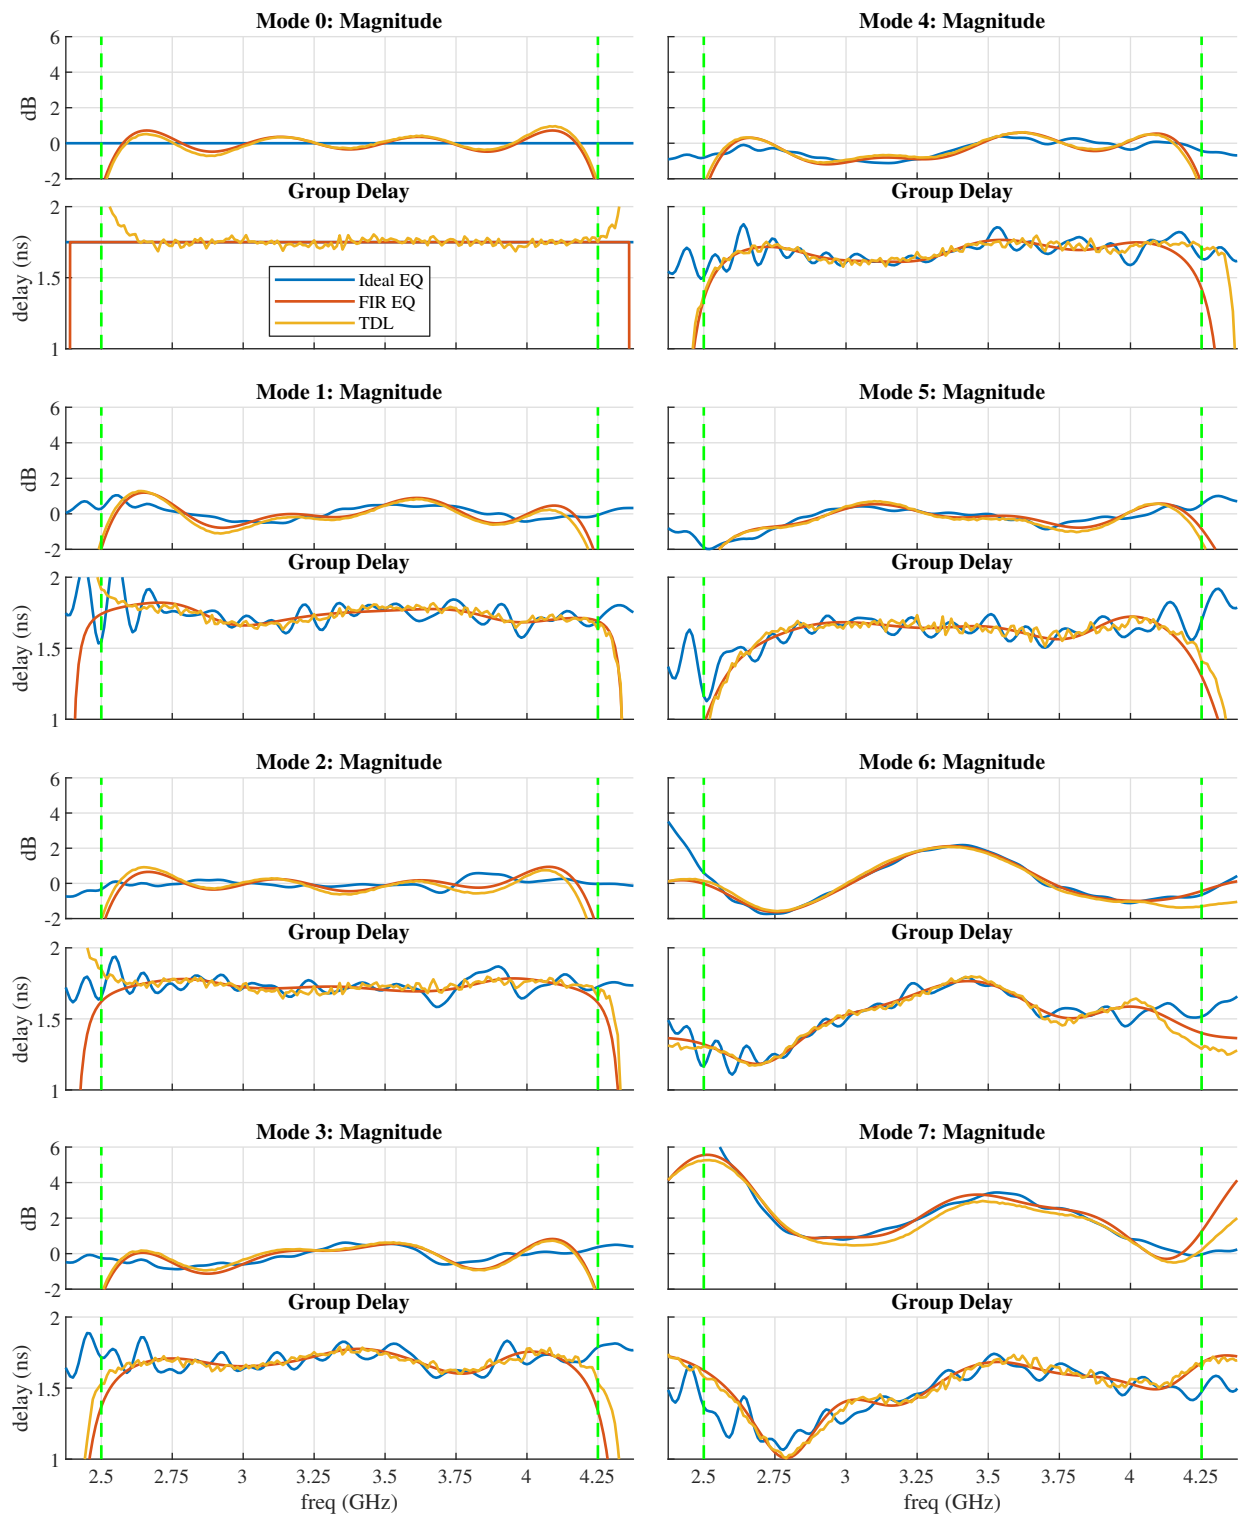 Mode 0: Magnitude
6
4
2
0
-2
dB
Group Delay
2
1.5
1
delay (ns)
Ideal EQ
FIR EQ
TDL
Mode 1: Magnitude
6
4
2
0
-2
dB
Group Delay
2
1.5
1
delay (ns)
Mode 2: Magnitude
6
4
2
0
-2
dB
Group Delay
2
1.5
1
delay (ns)
Mode 3: Magnitude
6
4
2
0
-2
dB
Group Delay
2
1.5
1
delay (ns)
2.5 2.75 3 3.25 3.5 3.75 4 4.25
freq (GHz)
Mode 4: Magnitude
Group Delay
Mode 5: Magnitude
Group Delay
Mode 6: Magnitude
Group Delay
Mode 7: Magnitude
Group Delay
2.5 2.75 3 3.25 3.5 3.75 4 4.25
freq (GHz)